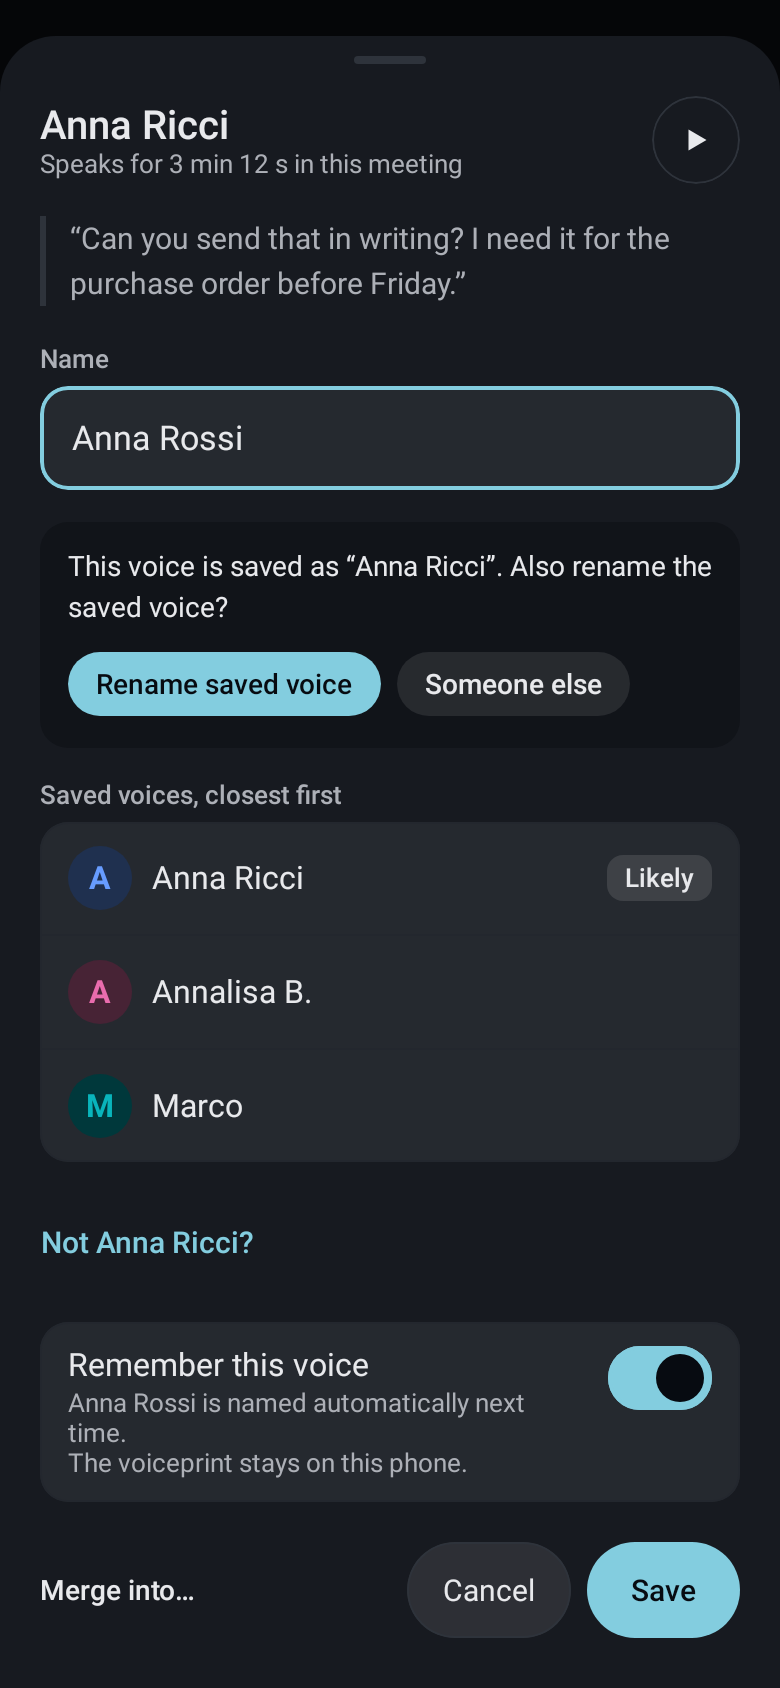 Anna Ricci
Speaks for 3 min 12 s in this meeting
“Can you send that in writing? I need it for the
purchase order before Friday.”
Name
Anna Rossi
This voice is saved as “Anna Ricci”. Also rename the
saved voice?
Rename saved voice
Someone else
Saved voices, closest first
A
Anna Ricci
Likely
A
Annalisa B.
M
Marco
Not Anna Ricci?
Remember this voice
Anna Rossi is named automatically next
time.
The voiceprint stays on this phone.
Merge into…
Cancel
Save